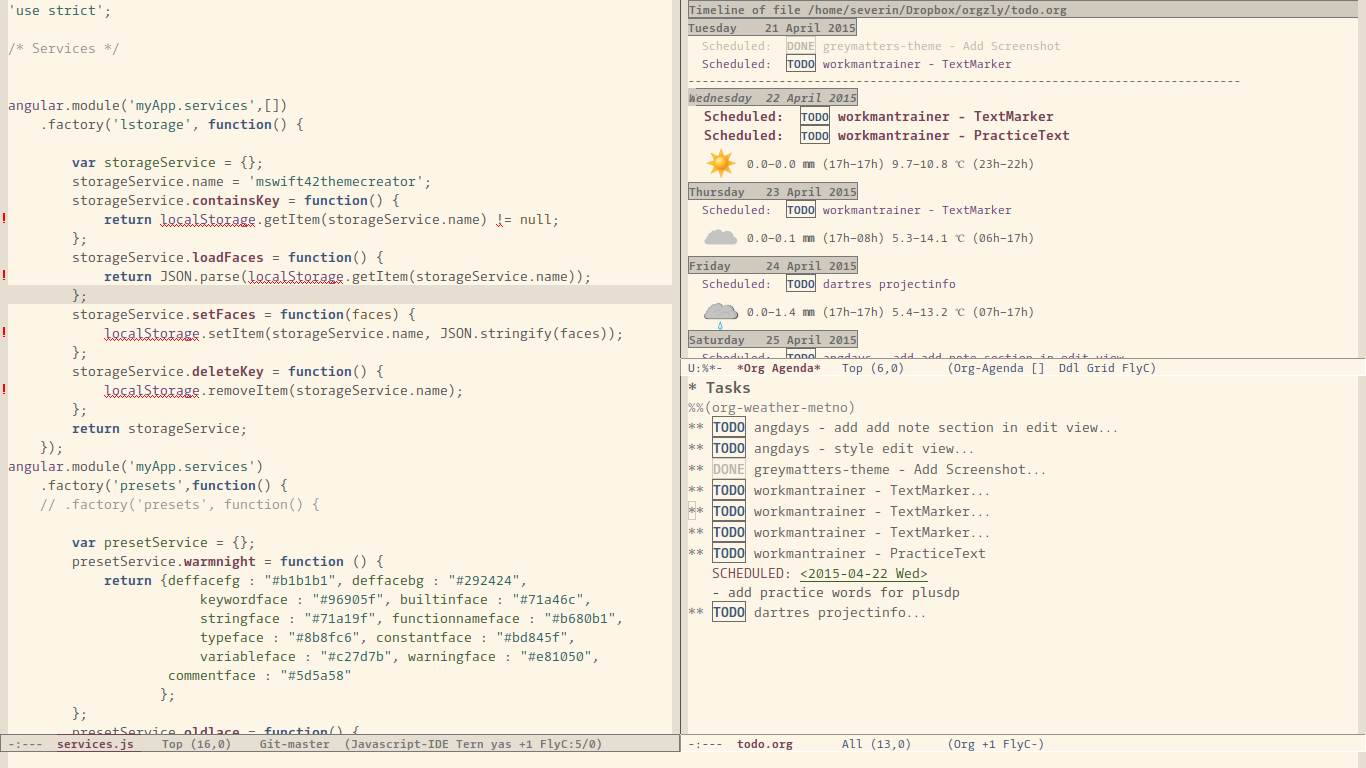 'use strict';
/* Services */
angular.module('myApp.services',[])
.factory('lstorage', function() {
var storageService = {};
storageService.name = 'mswift42themecreator';
storageService.containsKey = function() {
! return localStorage.getItem(storageService.name) != null;
};
storageService.loadFaces = function() {
! return JSON.parse(localStorage.getItem(storageService.name));
};
storageService.setFaces = function(faces) {
! localStorage.setItem(storageService.name, JSON.stringify(faces));
};
storageService.deleteKey = function() {
! localStorage.removeItem(storageService.name);
};
return storageService;
});
angular.module('myApp.services')
.factory('presets',function() {
// .factory('presets', function() {
var presetService = {};
presetService.warmnight = function () {
return {deffacefg : "#b1b1b1", deffacebg : "#292424",
keywordface : "#96905f", builtinface : "#71a46c",
stringface : "#71a19f", functionnameface : "#b680b1",
typeface : "#8b8fc6", constantface : "#bd845f",
variableface : "#c27d7b", warningface : "#e81050",
commentface : "#5d5a58"
};
};
presetService.oldlace = function() {
-:--- services.js Top (16,0) Git-master (Javascript-IDE Tern yas +1 FlyC:5/0)
Timeline of file /home/severin/Dropbox/orgzly/todo.org
Tuesday 21 April 2015
Scheduled: DONE greymatters-theme - Add Screenshot
Scheduled: TODO workmantrainer - TextMarker
--------------------------------------------------------------------------------
Wednesday 22 April 2015
Scheduled: TODO workmantrainer - TextMarker
Scheduled: TODO workmantrainer - PracticeText
0.0-0.0 mm (17h-17h) 9.7-10.8 ℃ (23h-22h)
Thursday 23 April 2015
Scheduled: TODO workmantrainer - TextMarker
0.0-0.1 mm (17h-08h) 5.3-14.1 ℃ (06h-17h)
Friday 24 April 2015
Scheduled: TODO dartres projectinfo
0.0-1.4 mm (17h-17h) 5.4-13.2 ℃ (07h-17h)
Saturday 25 April 2015
Scheduled: TODO angdays - add add note section in edit view
U:%*- *Org Agenda* Top (6,0) (Org-Agenda [] Ddl Grid FlyC)
* Tasks
%%(org-weather-metno)
** TODO angdays - add add note section in edit view...
** TODO angdays - style edit view...
** DONE greymatters-theme - Add Screenshot...
** TODO workmantrainer - TextMarker...
** TODO workmantrainer - TextMarker...
** TODO workmantrainer - TextMarker...
** TODO workmantrainer - PracticeText
SCHEDULED: <2015-04-22 Wed>
- add practice words for plusdp
** TODO dartres projectinfo...
-:--- todo.org All (13,0) (Org +1 FlyC-)